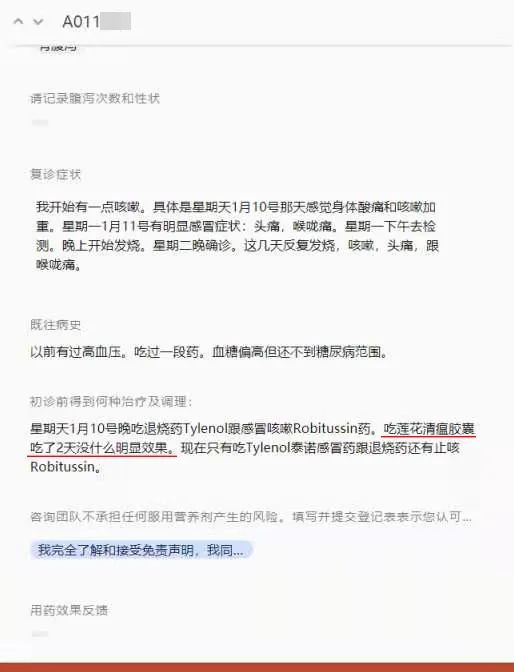 A011
请记录腹泻次数和性状
复诊症状
我开始有一点咳嗽。具体是星期天1月10号那天感觉身体酸痛和咳嗽加
重。星期一1月11号有明显感冒症状：头痛，喉咙痛。星期一下午去检
测。晚上开始发烧。星期二晚确诊。这几天反复发烧，咳嗽，头痛，跟
喉咙痛。
既往病史
以前有过高血压。吃过一段药。血糖偏高但还不到糖尿病范围。
初诊前得到何种治疗及调理：
星期天1月10号晚吃退烧药Tylenol跟感冒咳嗽Robitussin药。吃莲花清瘟胶囊
吃了2天没什么明显效果。现在只有吃Tylenol泰诺感冒药跟退烧药还有止咳
Robitussin。
咨询团队不承担任何服用营养剂产生的风险。填写并提交登记表表示您认可...
我完全了解和接受免责声明，我同...
用药效果反馈